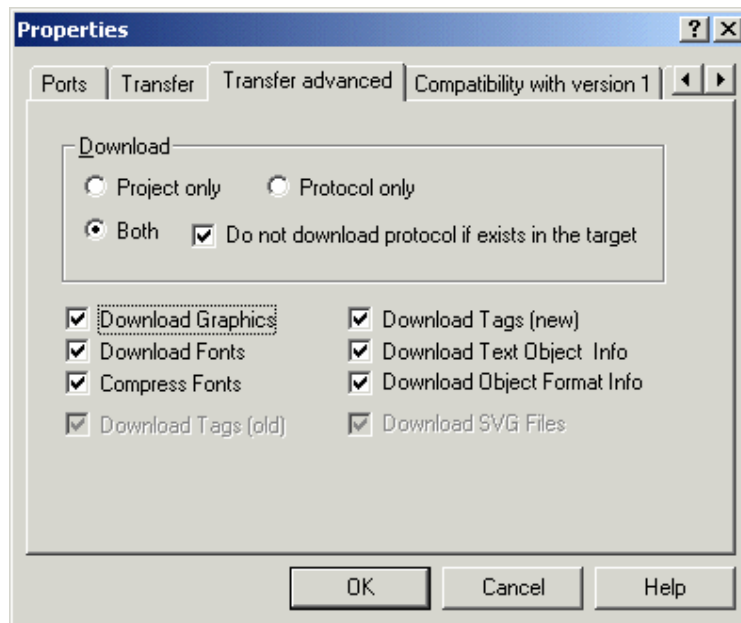 Properties
Ports Transfer Transfer advanced Compatibility with version 1
Download
Project only Protocol only
Both Do not download protocol if exists in the target
Download Graphics Download Tags (new)
Download Fonts Download Text Object Info
Compress Fonts Download Object Format Info
Download Tags (old) Download SVG Files
OK Cancel Help